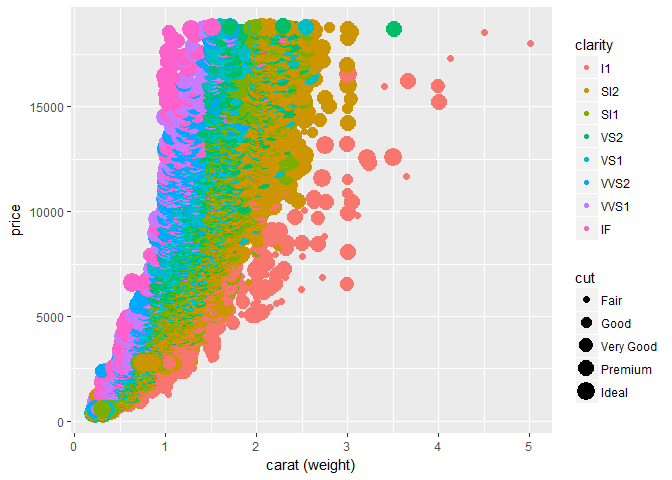 price
15000
10000
5000
0
0
1
2
3
4
5
carat (weight)
clarity
I1
SI2
SI1
VS2
VS1
VVS2
VVS1
IF
cut
Fair
Good
Very Good
Premium
Ideal